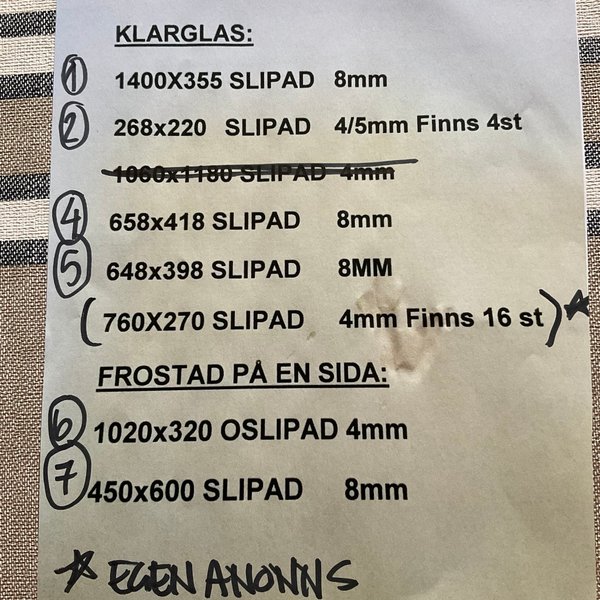 KLARGLAS:
① 1400X355 SLIPAD 8mm
② 268x220 SLIPAD 4/5mm Finns 4st
1060x1180 SLIPAD 4mm
④ 658x418 SLIPAD 8mm
⑤ 648x398 SLIPAD 8MM
(760X270 SLIPAD 4mm Finns 16 st)*
FROSTAD PÅ EN SIDA:
⑥ 1020x320 OSLIPAD 4mm
⑦ 450x600 SLIPAD 8mm
* EGEN ANONNS